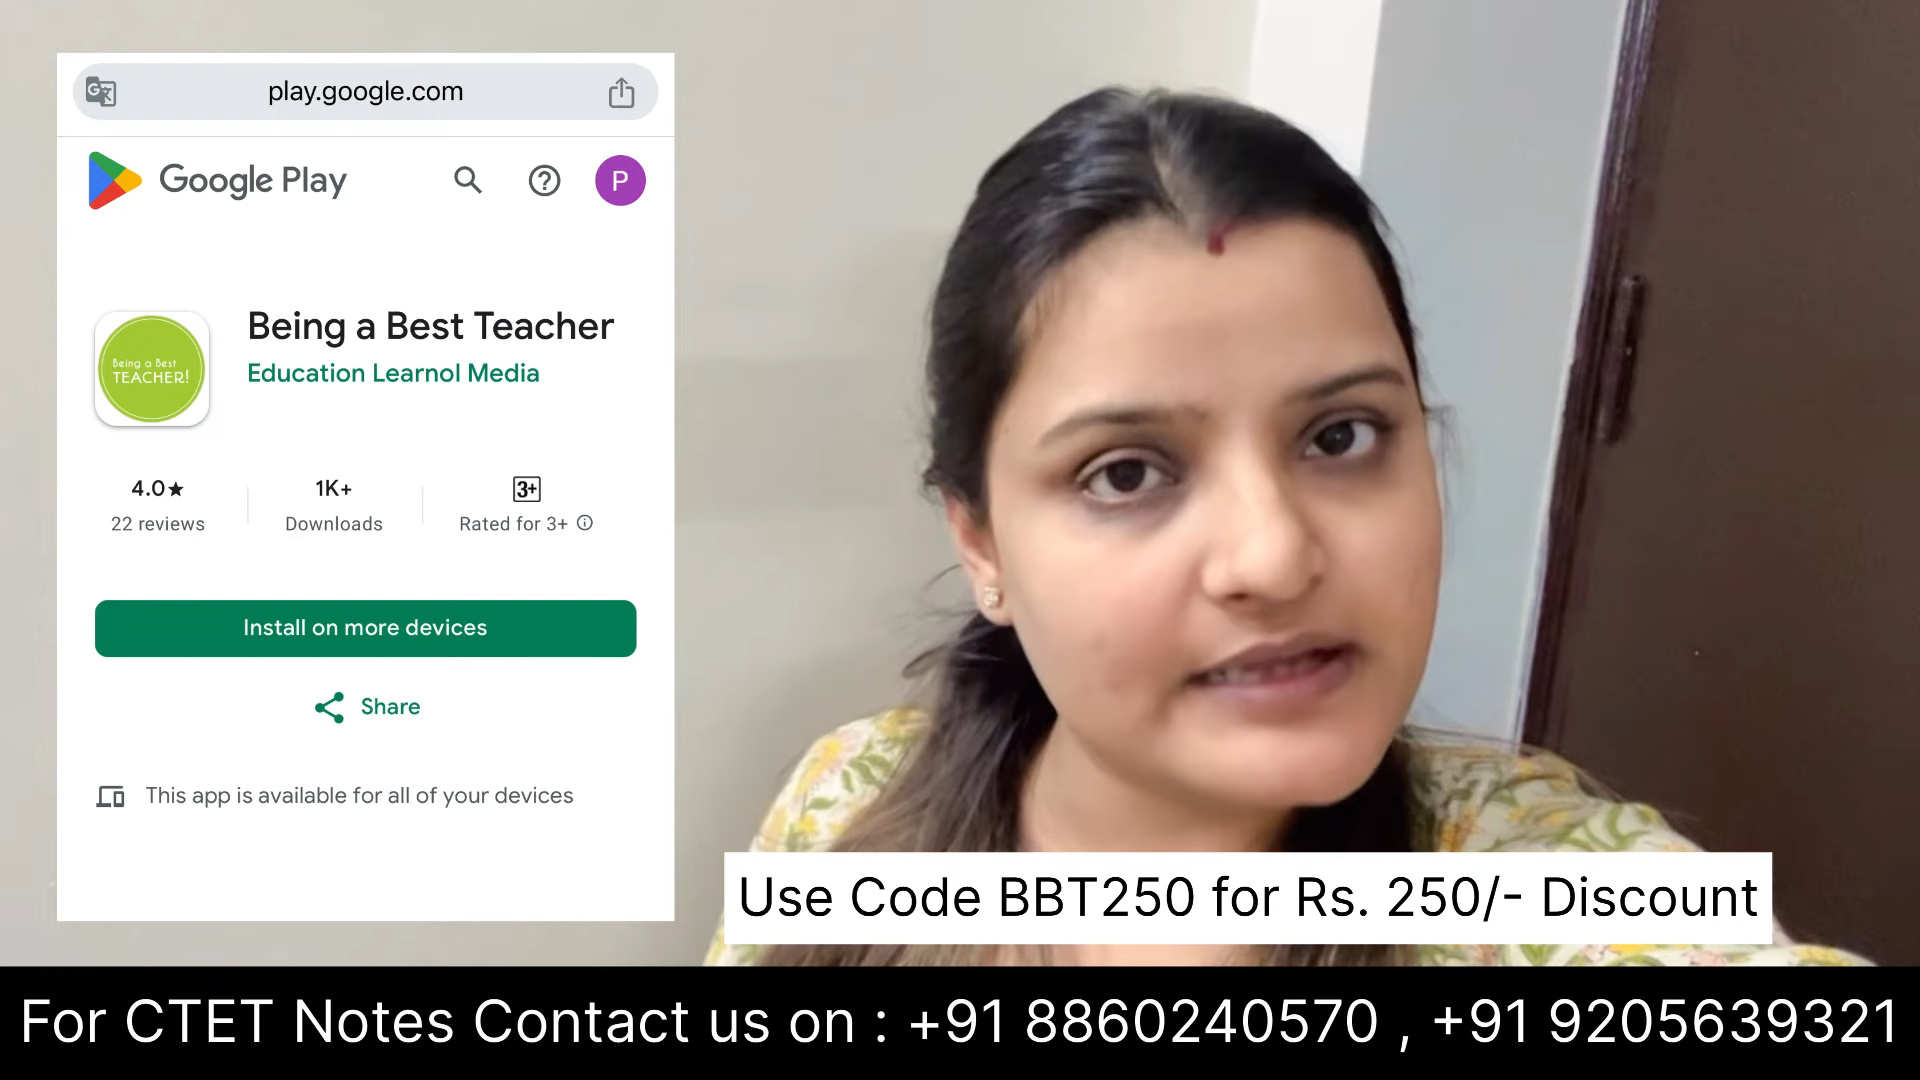 play.google.com
Google Play
P
Being a Best
TEACHER!
Being a Best Teacher
Education Learnol Media
4.0★
22 reviews
1K+
Downloads
3+
Rated for 3+
Install on more devices
Share
This app is available for all of your devices
Use Code BBT250 for Rs. 250/- Discount
For CTET Notes Contact us on : +91 8860240570 , +91 9205639321